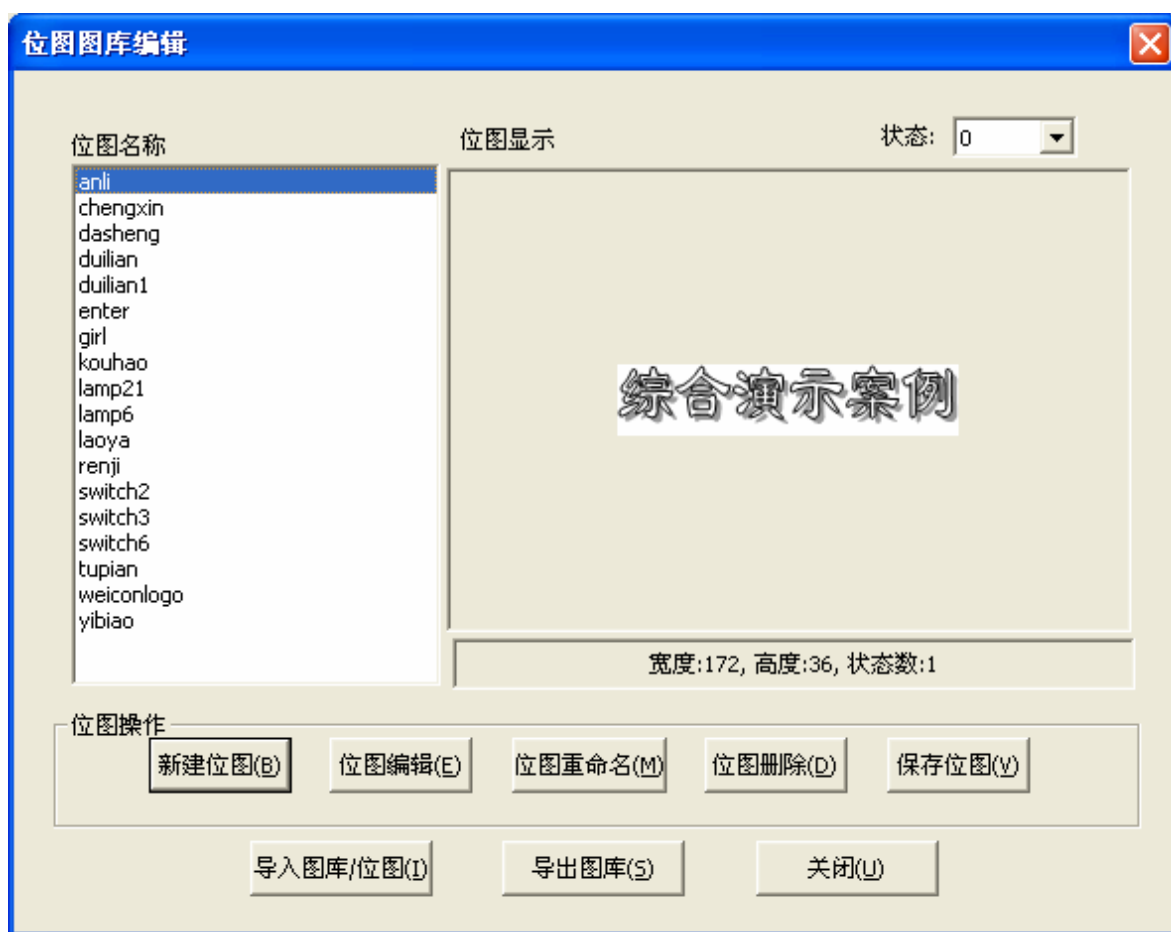 位图图库编辑
位图名称
位图显示
状态: 0
anli
chengxin
dasheng
duilian
duilian1
enter
girl
kouhao
lamp21
lamp6
laoya
renji
switch2
switch3
switch6
tupian
weiconlogo
yibiao
综合演示案例
宽度:172, 高度:36, 状态数:1
位图操作
新建位图(B) 位图编辑(E) 位图重命名(M) 位图删除(D) 保存位图(V)
导入图库/位图(I) 导出图库(S) 关闭(U)